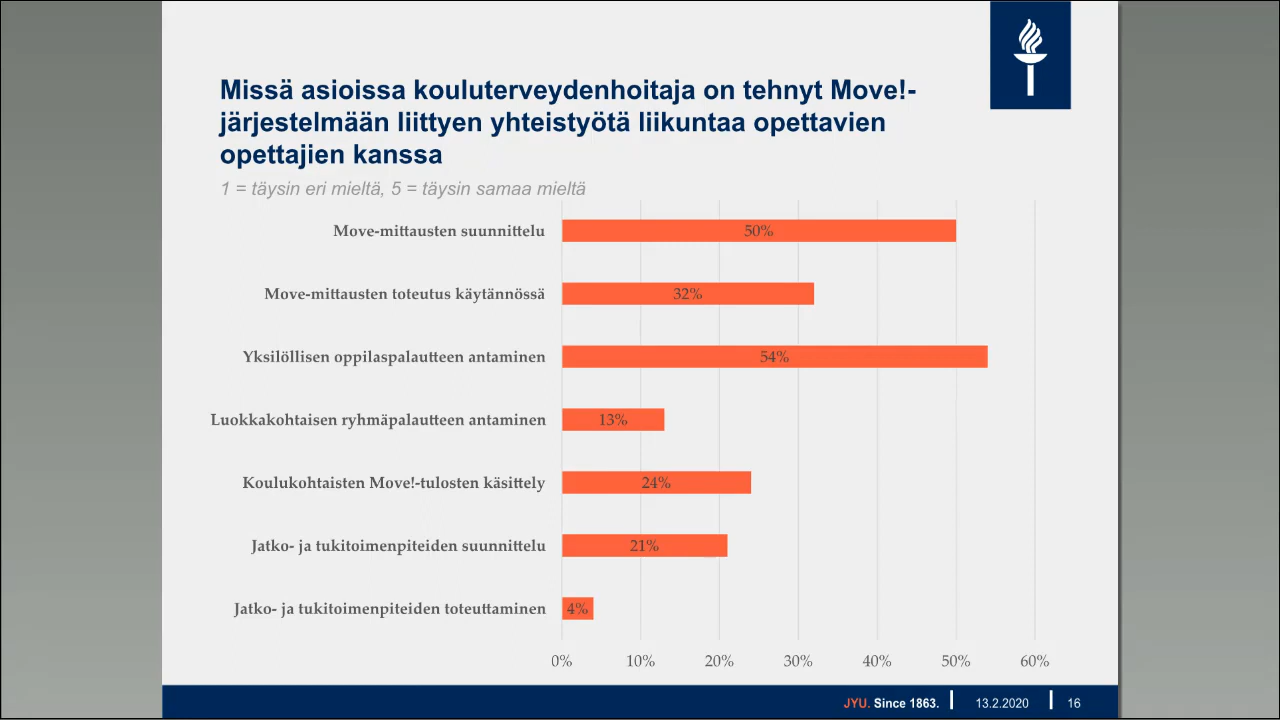 Missä asioissa kouluterveydenhoitaja on tehnyt Move!-
järjestelmään liittyen yhteistyötä liikuntaa opettavien
opettajien kanssa
1 = täysin eri mieltä, 5 = täysin samaa mieltä
Move-mittausten suunnittelu 50%
Move-mittausten toteutus käytännössä 32%
Yksilöllisen oppilaspalautteen antaminen 54%
Luokkakohtaisen ryhmäpalautteen antaminen 13%
Koulukohtaisten Move!-tulosten käsittely 24%
Jatko- ja tukitoimenpiteiden suunnittelu 21%
Jatko- ja tukitoimenpiteiden toteuttaminen 4%
0% 10% 20% 30% 40% 50% 60%
JYU. Since 1863. 13.2.2020 16